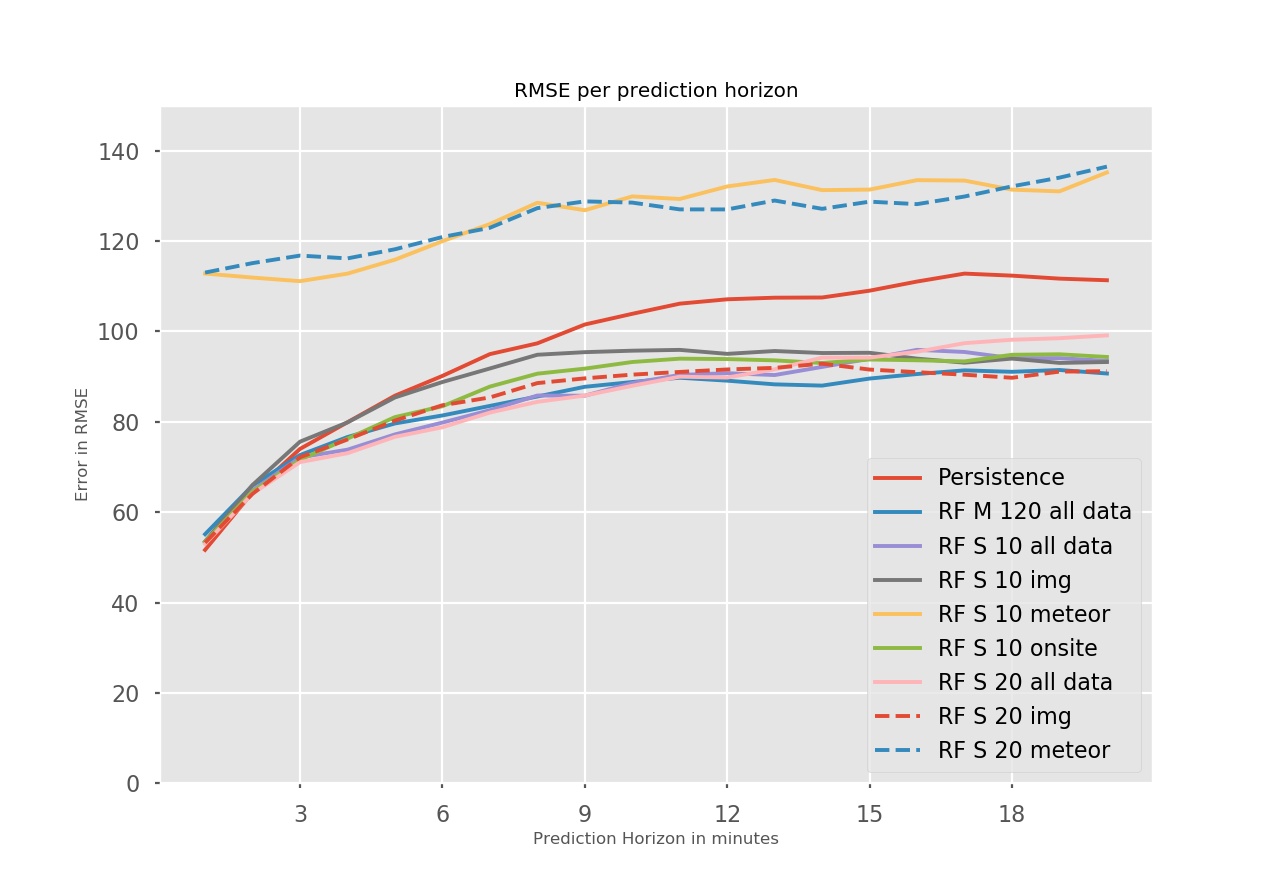 RMSE per prediction horizon
140
120
100
80
60
40
20
0
Error in RMSE
3 6 9 12 15 18
Prediction Horizon in minutes
Persistence
RF M 120 all data
RF S 10 all data
RF S 10 img
RF S 10 meteor
RF S 10 onsite
RF S 20 all data
RF S 20 img
RF S 20 meteor